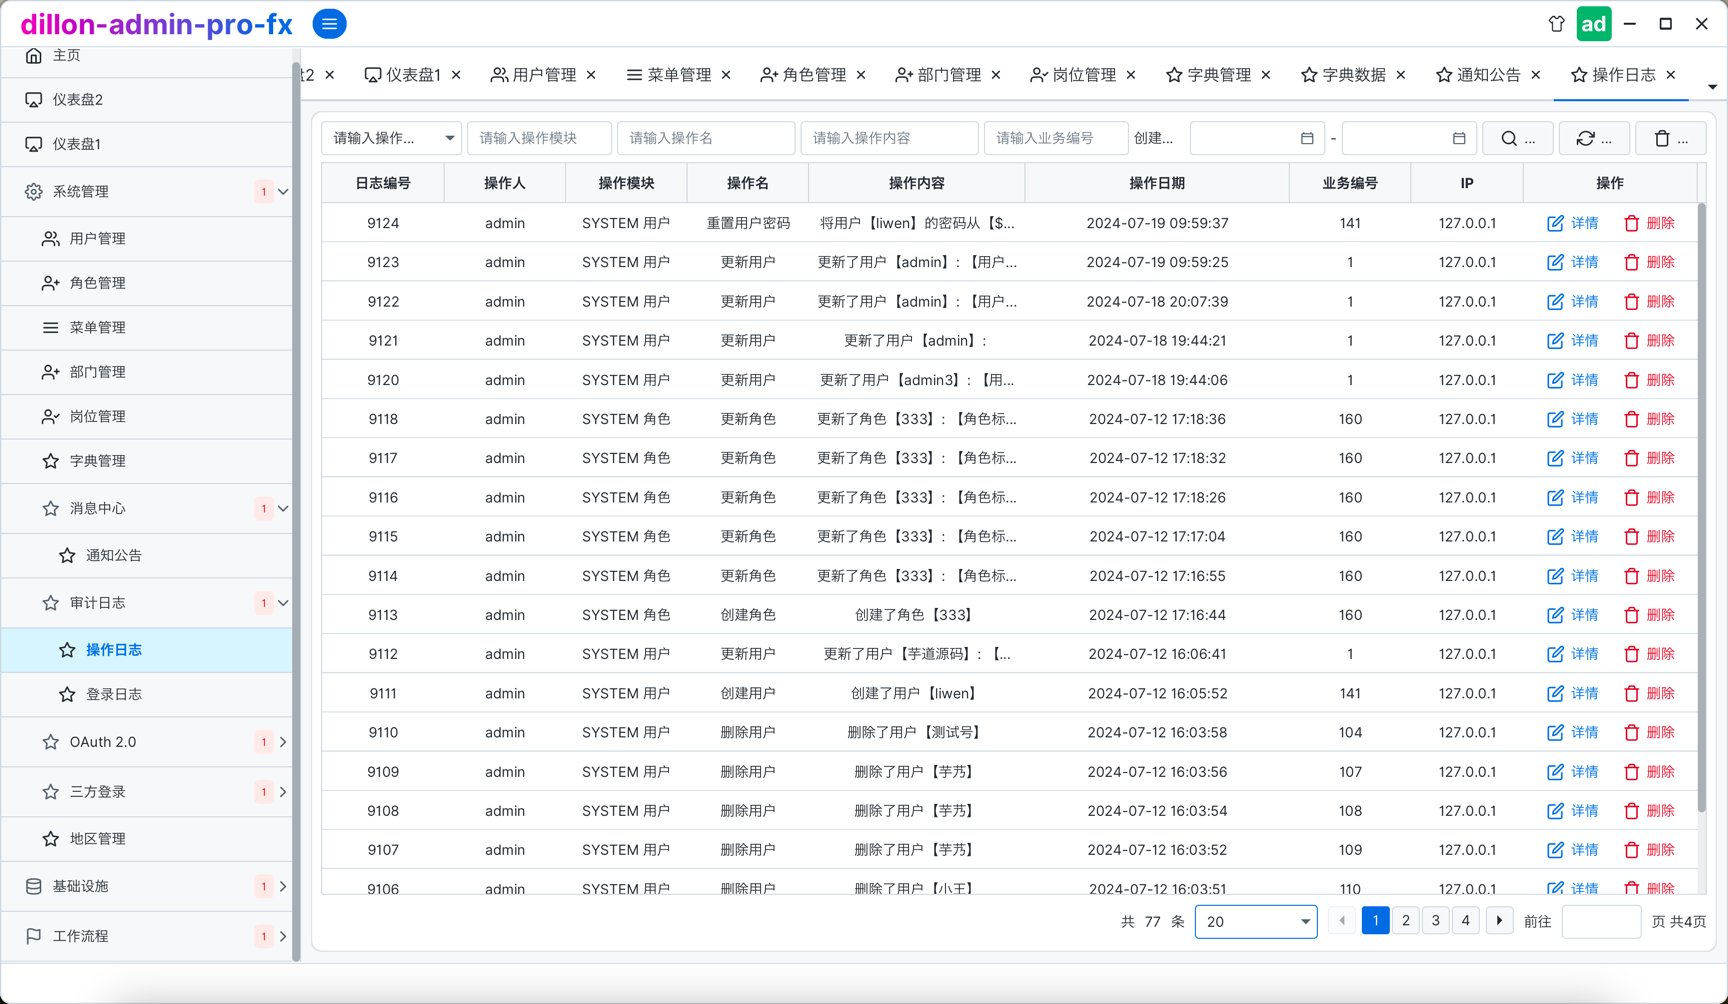 dillon-admin-pro-fx
ad
主页
仪表盘2
仪表盘1
系统管理 1
用户管理
角色管理
菜单管理
部门管理
岗位管理
字典管理
消息中心 1
通知公告
审计日志 1
操作日志
登录日志
OAuth 2.0 1
三方登录 1
地区管理
基础设施 1
工作流程 1
2 仪表盘1 用户管理 菜单管理 角色管理 部门管理 岗位管理 字典管理 字典数据 通知公告 操作日志
请输入操作... 请输入操作模块 请输入操作名 请输入操作内容 请输入业务编号 创建... - ... ... ...
日志编号 操作人 操作模块 操作名 操作内容 操作日期 业务编号 IP 操作
9124 admin SYSTEM 用户 重置用户密码 将用户【liwen】的密码从【$... 2024-07-19 09:59:37 141 127.0.0.1 详情 删除
9123 admin SYSTEM 用户 更新用户 更新了用户【admin】: 【用户... 2024-07-19 09:59:25 1 127.0.0.1 详情 删除
9122 admin SYSTEM 用户 更新用户 更新了用户【admin】: 【用户... 2024-07-18 20:07:39 1 127.0.0.1 详情 删除
9121 admin SYSTEM 用户 更新用户 更新了用户【admin】: 2024-07-18 19:44:21 1 127.0.0.1 详情 删除
9120 admin SYSTEM 用户 更新用户 更新了用户【admin3】: 【用... 2024-07-18 19:44:06 1 127.0.0.1 详情 删除
9118 admin SYSTEM 角色 更新角色 更新了角色【333】: 【角色标... 2024-07-12 17:18:36 160 127.0.0.1 详情 删除
9117 admin SYSTEM 角色 更新角色 更新了角色【333】: 【角色标... 2024-07-12 17:18:32 160 127.0.0.1 详情 删除
9116 admin SYSTEM 角色 更新角色 更新了角色【333】: 【角色标... 2024-07-12 17:18:26 160 127.0.0.1 详情 删除
9115 admin SYSTEM 角色 更新角色 更新了角色【333】: 【角色标... 2024-07-12 17:17:04 160 127.0.0.1 详情 删除
9114 admin SYSTEM 角色 更新角色 更新了角色【333】: 【角色标... 2024-07-12 17:16:55 160 127.0.0.1 详情 删除
9113 admin SYSTEM 角色 创建角色 创建了角色【333】 2024-07-12 17:16:44 160 127.0.0.1 详情 删除
9112 admin SYSTEM 用户 更新用户 更新了用户【芋道源码】: 【... 2024-07-12 16:06:41 1 127.0.0.1 详情 删除
9111 admin SYSTEM 用户 创建用户 创建了用户【liwen】 2024-07-12 16:05:52 141 127.0.0.1 详情 删除
9110 admin SYSTEM 用户 删除用户 删除了用户【测试号】 2024-07-12 16:03:58 104 127.0.0.1 详情 删除
9109 admin SYSTEM 用户 删除用户 删除了用户【芋艿】 2024-07-12 16:03:56 107 127.0.0.1 详情 删除
9108 admin SYSTEM 用户 删除用户 删除了用户【芋艿】 2024-07-12 16:03:54 108 127.0.0.1 详情 删除
9107 admin SYSTEM 用户 删除用户 删除了用户【芋艿】 2024-07-12 16:03:52 109 127.0.0.1 详情 删除
9106 admin SYSTEM 用户 删除用户 删除了用户【小王】 2024-07-12 16:03:51 110 127.0.0.1 详情 删除
共 77 条 20 1 2 3 4 前往 页 共4页